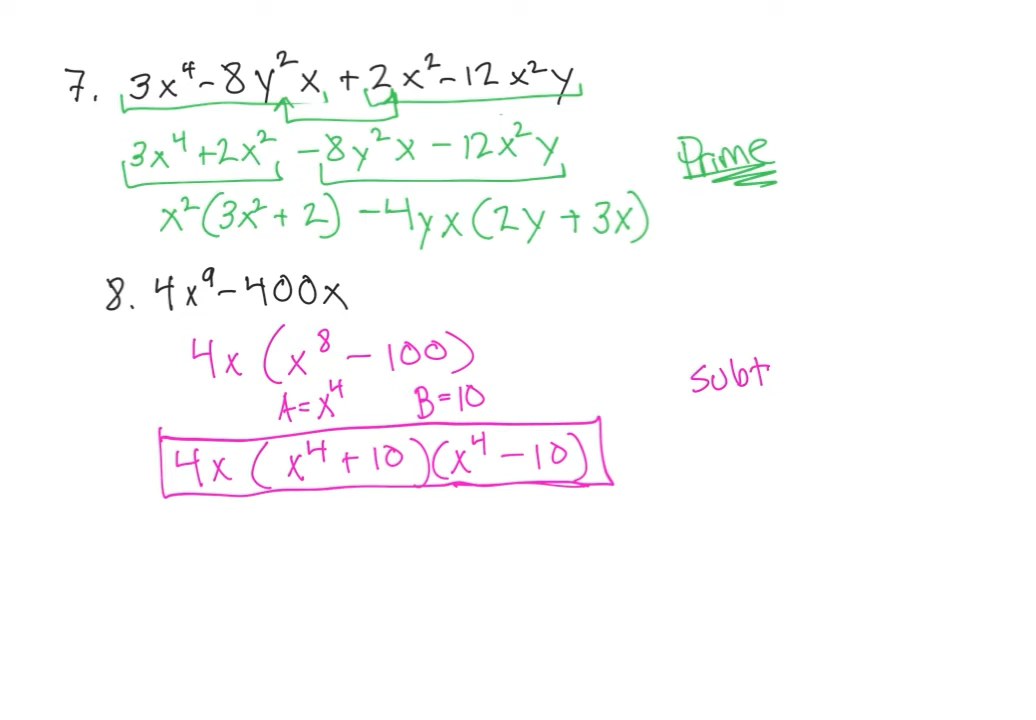 7. 3x⁴ - 8y²x + 2x² - 12x²y
3x⁴ + 2x² - 8y²x - 12x²y
Prime
x²(3x² + 2) - 4yx(2y + 3x)
8. 4x⁹ - 400x
4x(x⁸ - 100)
subt
A = x⁴ B = 10
4x(x⁴ + 10)(x⁴ - 10)